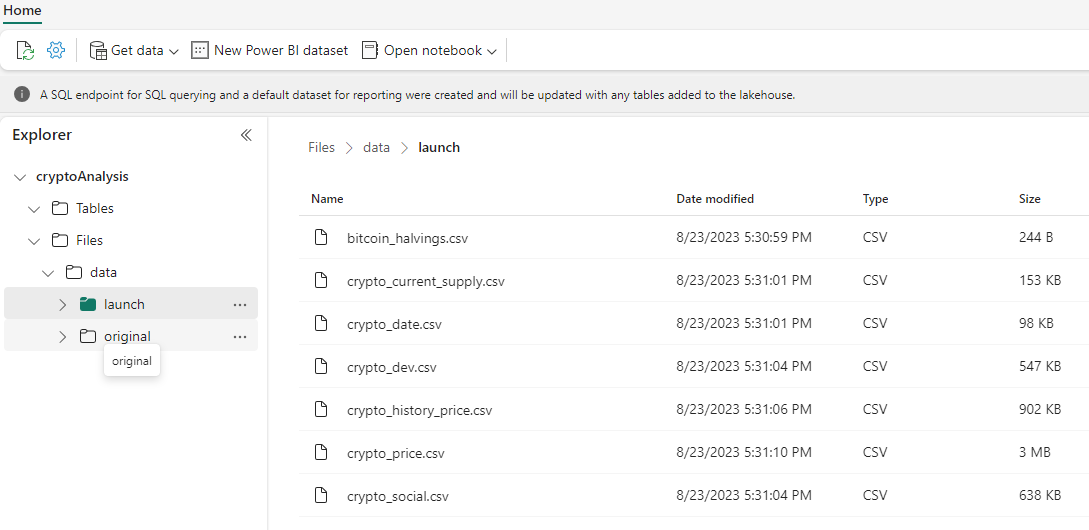 Home
Get data
New Power BI dataset
Open notebook
A SQL endpoint for SQL querying and a default dataset for reporting were created and will be updated with any tables added to the lakehouse.
Explorer
cryptoAnalysis
Tables
Files
data
launch
original
original
Files > data > launch
Name Date modified Type Size
bitcoin_halvings.csv 8/23/2023 5:30:59 PM CSV 244 B
crypto_current_supply.csv 8/23/2023 5:31:01 PM CSV 153 KB
crypto_date.csv 8/23/2023 5:31:01 PM CSV 98 KB
crypto_dev.csv 8/23/2023 5:31:04 PM CSV 547 KB
crypto_history_price.csv 8/23/2023 5:31:06 PM CSV 902 KB
crypto_price.csv 8/23/2023 5:31:10 PM CSV 3 MB
crypto_social.csv 8/23/2023 5:31:04 PM CSV 638 KB